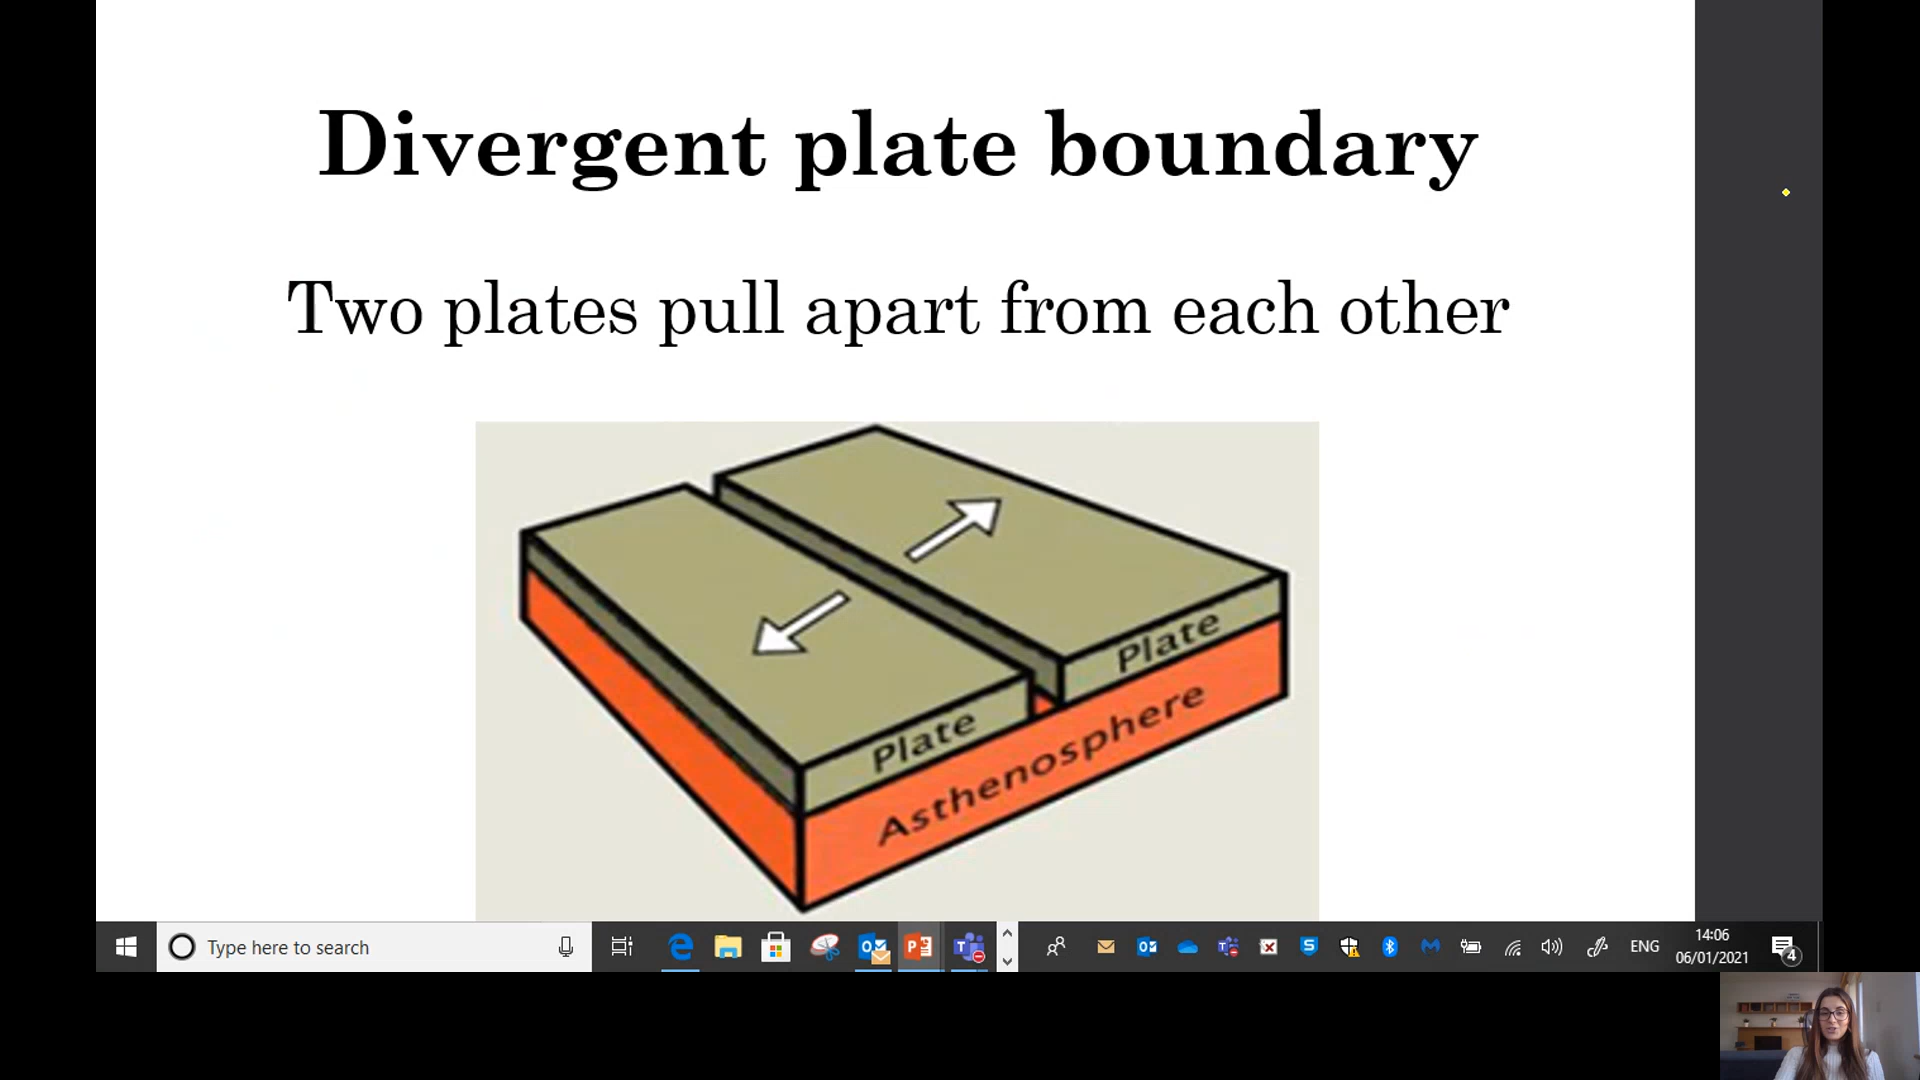 Divergent plate boundary
Two plates pull apart from each other
Plate
Plate
Asthenosphere
Type here to search
ENG
14:06
06/01/2021
4